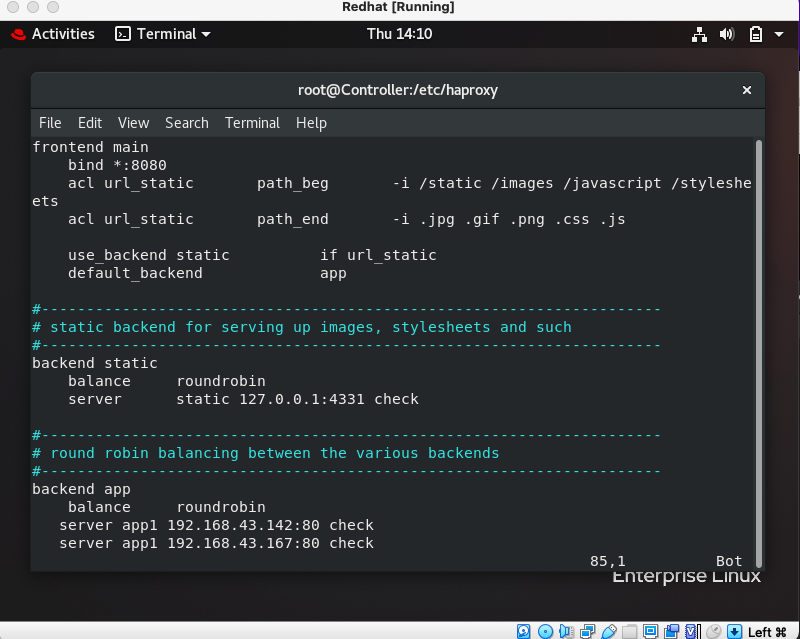 Redhat [Running]
Activities Terminal Thu 14:10
root@Controller:/etc/haproxy
File Edit View Search Terminal Help
frontend main
    bind *:8080
    acl url_static       path_beg       -i /static /images /javascript /styleshe
ets
    acl url_static       path_end       -i .jpg .gif .png .css .js
    use_backend static          if url_static
    default_backend             app
#---------------------------------------------------------------------
# static backend for serving up images, stylesheets and such
#---------------------------------------------------------------------
backend static
    balance     roundrobin
    server      static 127.0.0.1:4331 check
#---------------------------------------------------------------------
# round robin balancing between the various backends
#---------------------------------------------------------------------
backend app
    balance     roundrobin
   server app1 192.168.43.142:80 check
   server app1 192.168.43.167:80 check
85,1 Bot
Enterprise Linux
Left ⌘